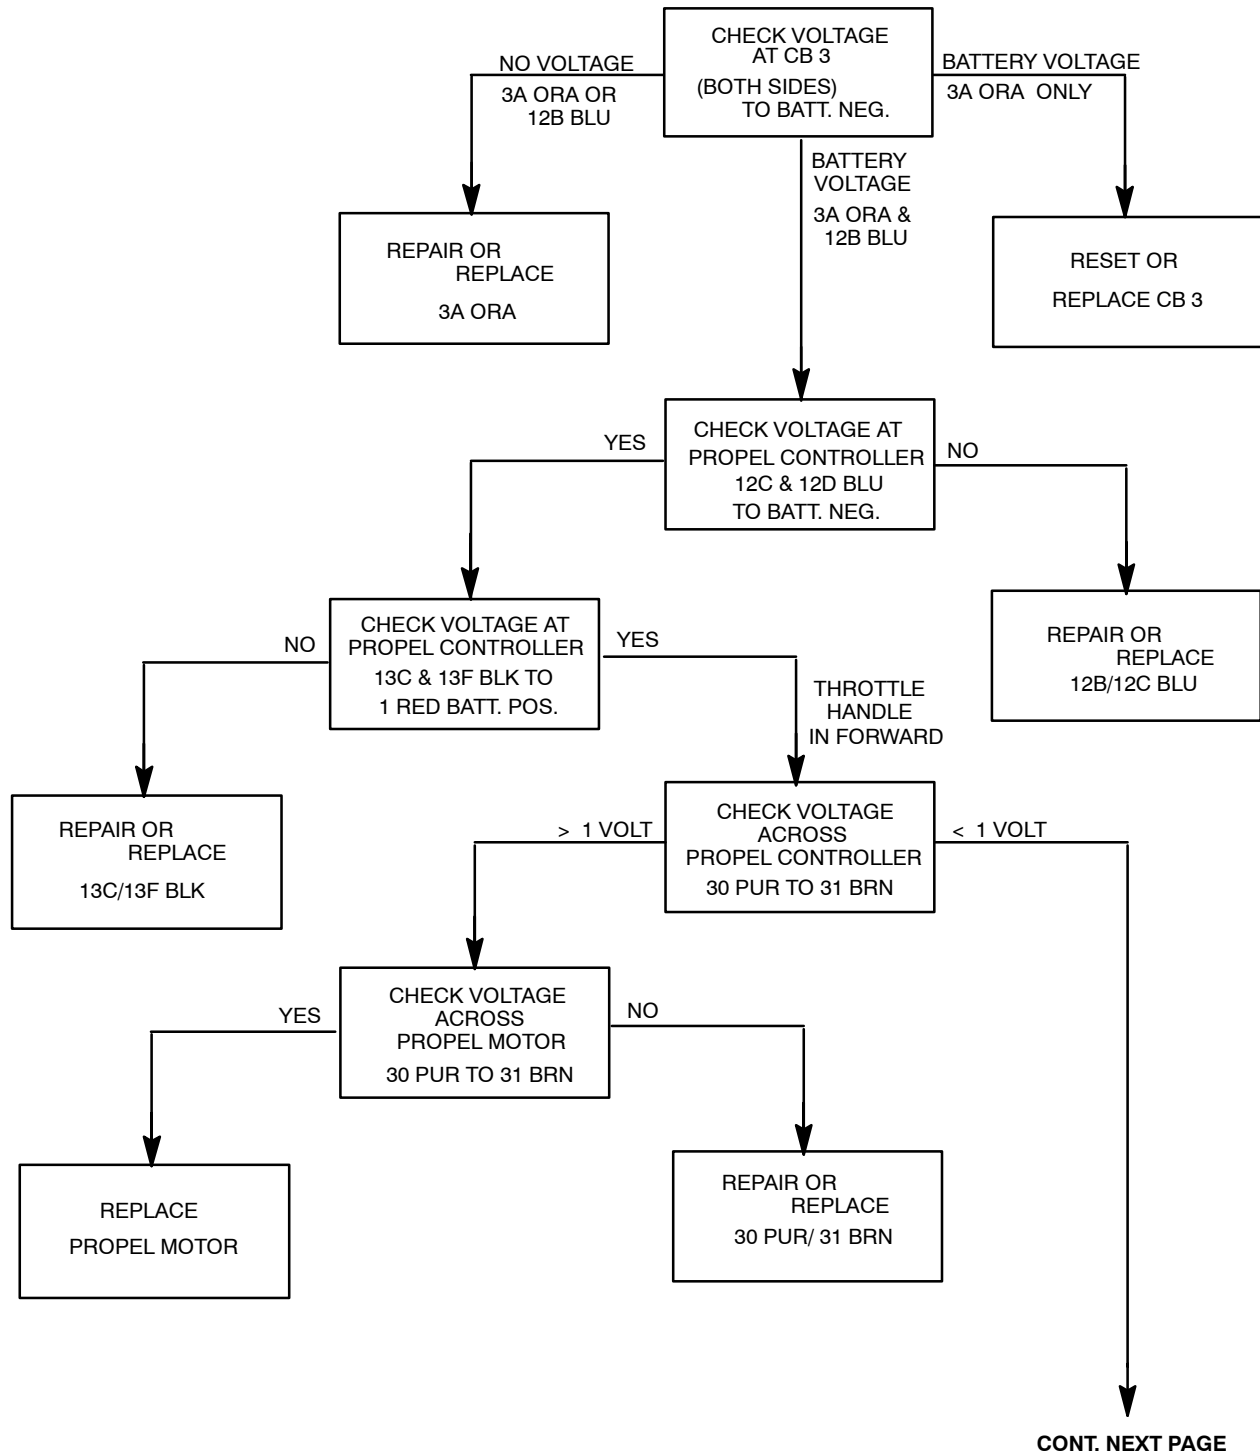 CHECK VOLTAGE
AT CB 3
(BOTH SIDES)
TO BATT. NEG.
NO VOLTAGE
3A ORA OR
12B BLU
BATTERY VOLTAGE
3A ORA ONLY
BATTERY
VOLTAGE
3A ORA &
12B BLU
REPAIR OR
REPLACE
3A ORA
RESET OR
REPLACE CB 3
CHECK VOLTAGE AT
PROPEL CONTROLLER
12C & 12D BLU
TO BATT. NEG.
YES
NO
CHECK VOLTAGE AT
PROPEL CONTROLLER
13C & 13F BLK TO
1 RED BATT. POS.
NO
YES
REPAIR OR
REPLACE
12B/12C BLU
THROTTLE
HANDLE
IN FORWARD
REPAIR OR
REPLACE
13C/13F BLK
CHECK VOLTAGE
ACROSS
PROPEL CONTROLLER
30 PUR TO 31 BRN
> 1 VOLT
< 1 VOLT
CHECK VOLTAGE
ACROSS
PROPEL MOTOR
30 PUR TO 31 BRN
YES
NO
REPLACE
PROPEL MOTOR
REPAIR OR
REPLACE
30 PUR/ 31 BRN
CONT. NEXT PAGE